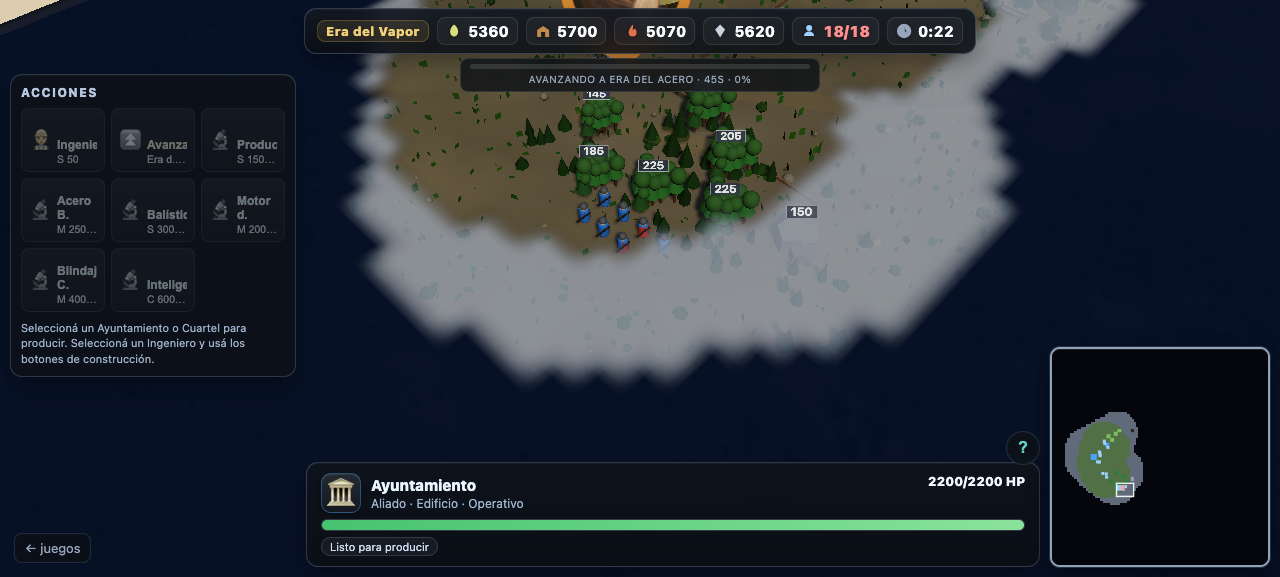 Era del Vapor 5360 5700 5070 5620 18/18 0:22
AVANZANDO A ERA DEL ACERO · 45S · 0%
ACCIONES
Ingenie
S 50
Avanza
Era d....
Produc
S 150...
Acero
B.
M 250...
Balístic
S 300...
Motor
d.
M 200...
Blindaj
C.
M 400...
Intelige
C 600...
Seleccioná un Ayuntamiento o Cuartel para
producir. Seleccioná un Ingeniero y usá los
botones de construcción.
145
205
185
225
225
150
?
Ayuntamiento
2200/2200 HP
Aliado · Edificio · Operativo
Listo para producir
← juegos